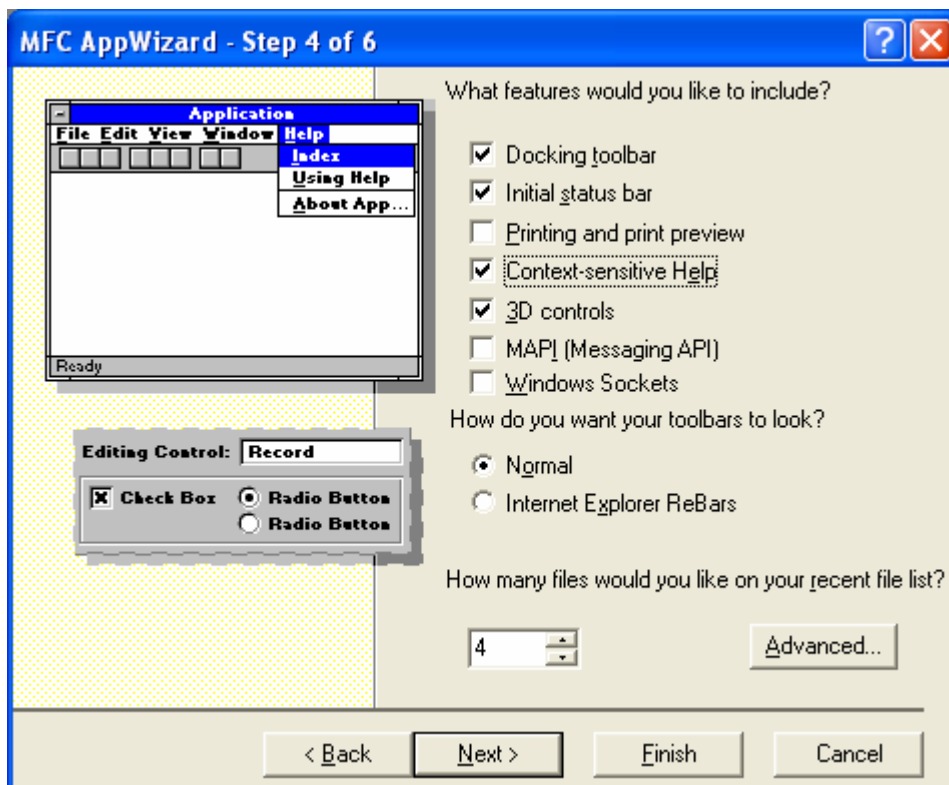 MFC AppWizard - Step 4 of 6
Application
File Edit View Window Help
Index
Using Help
About App...
Ready
Editing Control: Record
Check Box
Radio Button
Radio Button
What features would you like to include?
Docking toolbar
Initial status bar
Printing and print preview
Context-sensitive Help
3D controls
MAPI (Messaging API)
Windows Sockets
How do you want your toolbars to look?
Normal
Internet Explorer ReBars
How many files would you like on your recent file list?
4
Advanced...
< Back
Next >
Finish
Cancel